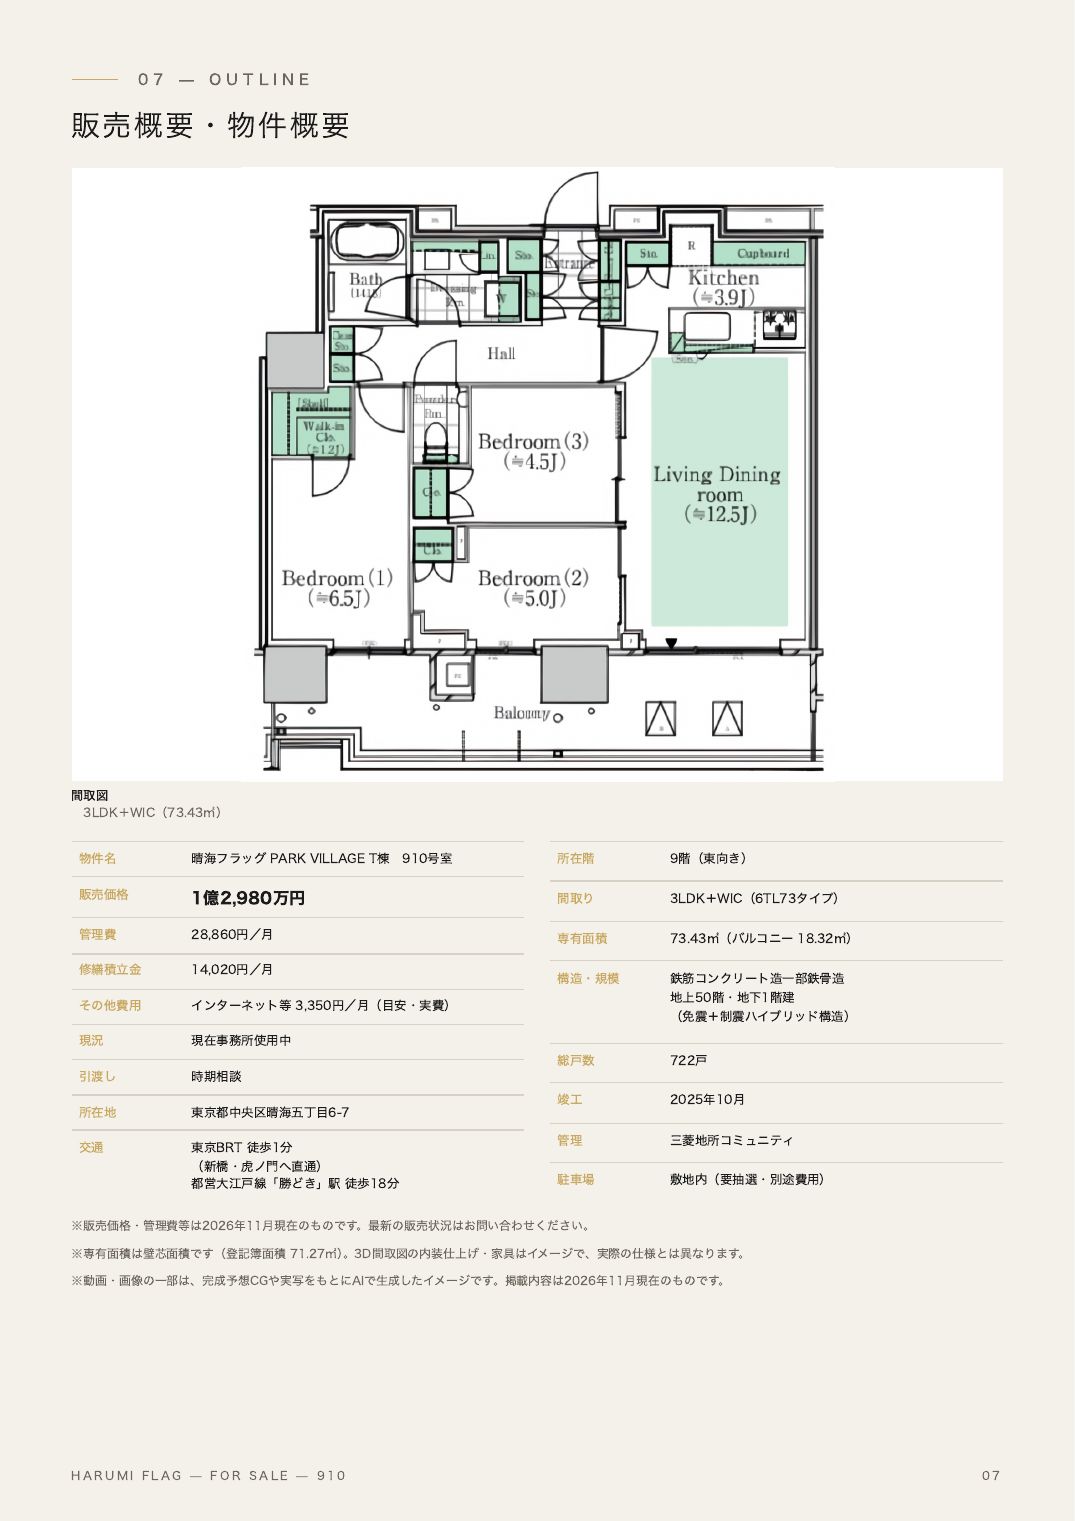 07 — OUTLINE
販売概要・物件概要
Bath
Sto.
Sto.
R
Cupboard
Kitchen
(≒3.9J)
W
Hall
Sto.
Sto.
Walk-in
Clo.
(≒1.2J)
Bedroom(3)
(≒4.5J)
Living Dining
room
(≒12.5J)
Bedroom(1)
(≒6.5J)
Bedroom(2)
(≒5.0J)
Balcony
間取図
3LDK+WIC(73.43㎡)
物件名 晴海フラッグ PARK VILLAGE T棟 910号室
販売価格 1億2,980万円
管理費 28,860円/月
修繕積立金 14,020円/月
その他費用 インターネット等 3,350円/月(目安・実費)
現況 現在事務所使用中
引渡し 時期相談
所在地 東京都中央区晴海五丁目6-7
交通 東京BRT 徒歩1分
(新橋・虎ノ門へ直通)
都営大江戸線「勝どき」駅 徒歩18分
所在階 9階(東向き)
間取り 3LDK+WIC(6TL73タイプ)
専有面積 73.43㎡(バルコニー 18.32㎡)
構造・規模 鉄筋コンクリート造一部鉄骨造
地上50階・地下1階建
(免震+制震ハイブリッド構造)
総戸数 722戸
竣工 2025年10月
管理 三菱地所コミュニティ
駐車場 敷地内(要抽選・別途費用)
※販売価格・管理費等は2026年11月現在のものです。最新の販売状況はお問い合わせください。
※専有面積は壁芯面積です(登記簿面積 71.27㎡)。3D間取図の内装仕上げ・家具はイメージで、実際の仕様とは異なります。
※動画・画像の一部は、完成予想CGや実写をもとにAIで生成したイメージです。掲載内容は2026年11月現在のものです。
HARUMI FLAG — FOR SALE — 910
07